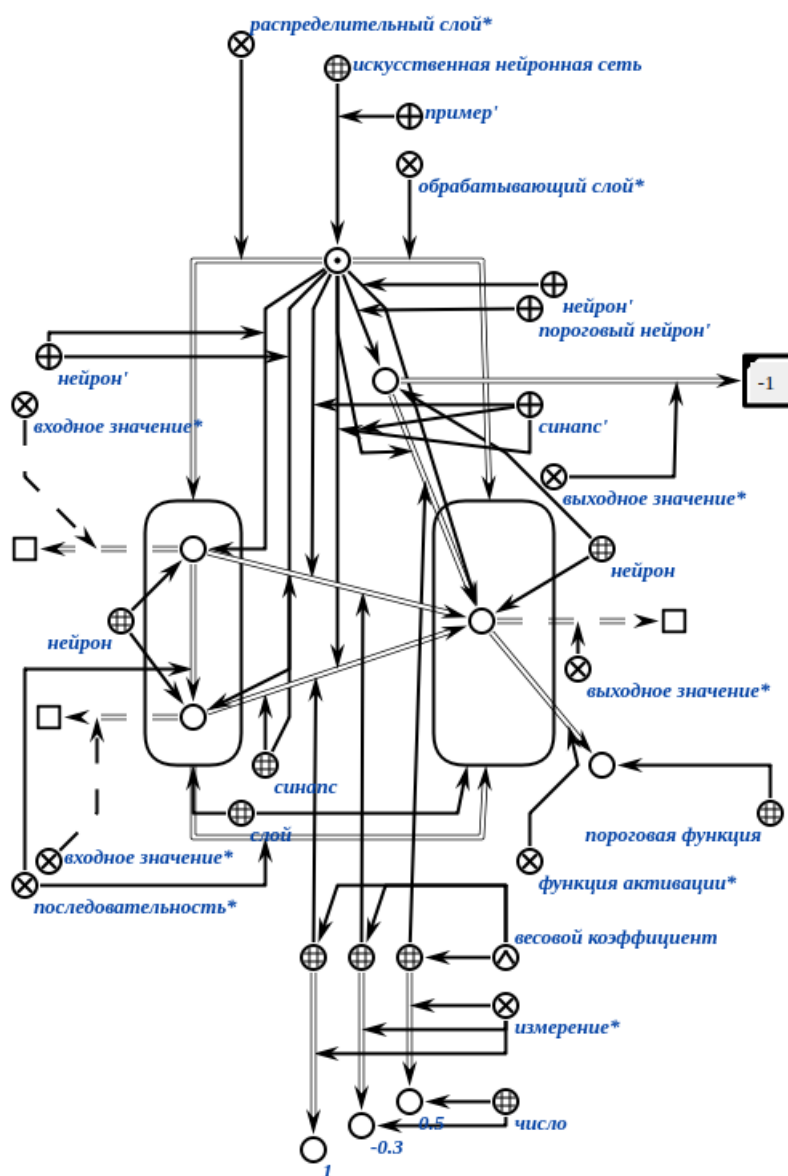 распределительный слой*
искусственная нейронная сеть
пример'
обрабатывающий слой*
нейрон'
пороговый нейрон'
нейрон'
-1
входное значение*
синапс'
выходное значение*
нейрон
нейрон
выходное значение*
синапс
слой
пороговая функция
входное значение*
функция активации*
последовательность*
весовой коэффициент
измерение*
0.5
число
-0.3
1